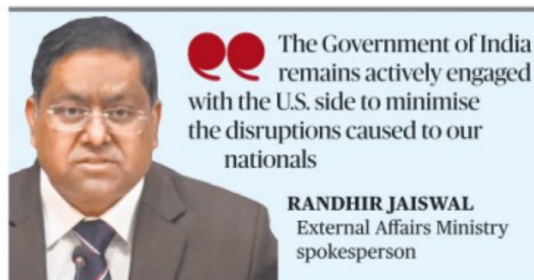 The Government of India
remains actively engaged
with the U.S. side to minimise
the disruptions caused to our
nationals
RANDHIR JAISWAL
External Affairs Ministry
spokesperson